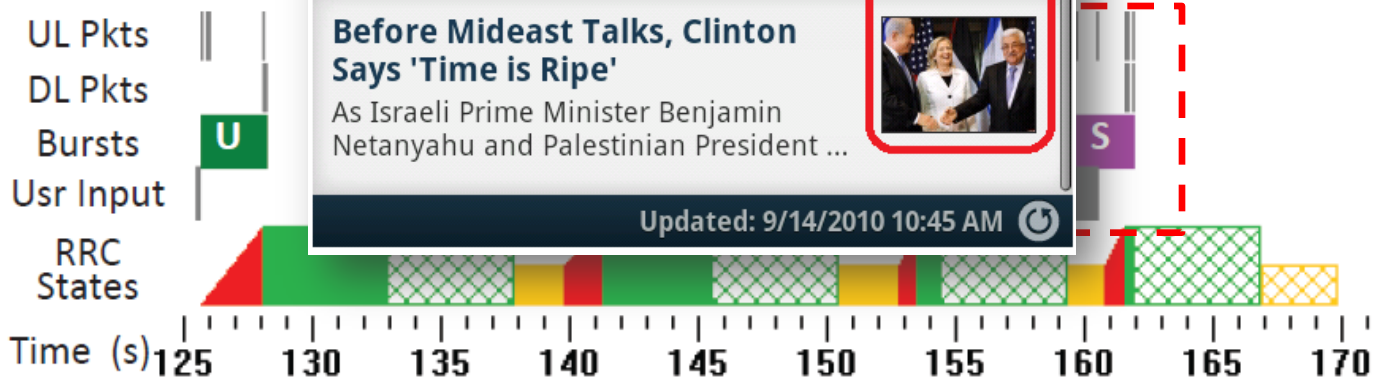 UL Pkts
DL Pkts
Bursts
Usr Input
RRC
States
Time (s)
U
Before Mideast Talks, Clinton
Says 'Time is Ripe'
As Israeli Prime Minister Benjamin
Netanyahu and Palestinian President ...
Updated: 9/14/2010 10:45 AM
S
125 130 135 140 145 150 155 160 165 170